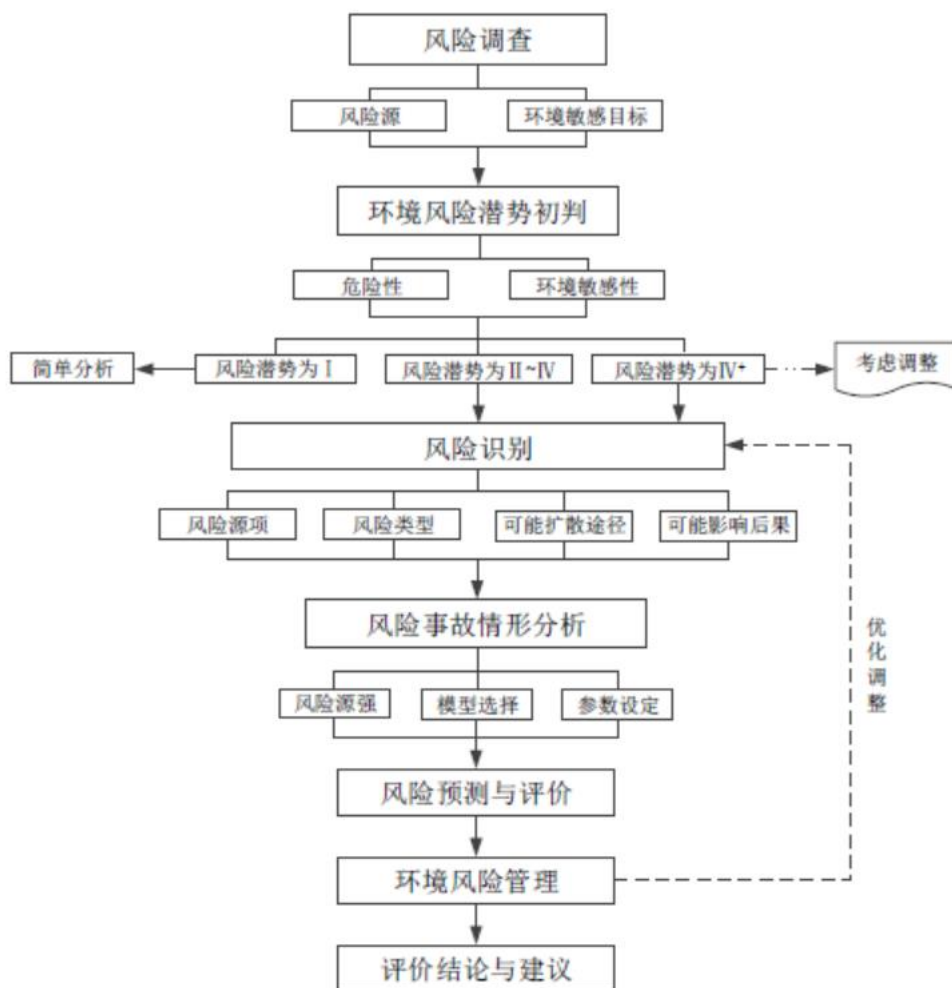 风险调查
风险源
环境敏感目标
环境风险潜势初判
危险性
环境敏感性
简单分析
风险潜势为Ⅰ
风险潜势为Ⅱ~Ⅳ
风险潜势为Ⅳ+
考虑调整
风险识别
风险源项
风险类型
可能扩散途径
可能影响后果
风险事故情形分析
风险源强
模型选择
参数设定
优化调整
风险预测与评价
环境风险管理
评价结论与建议